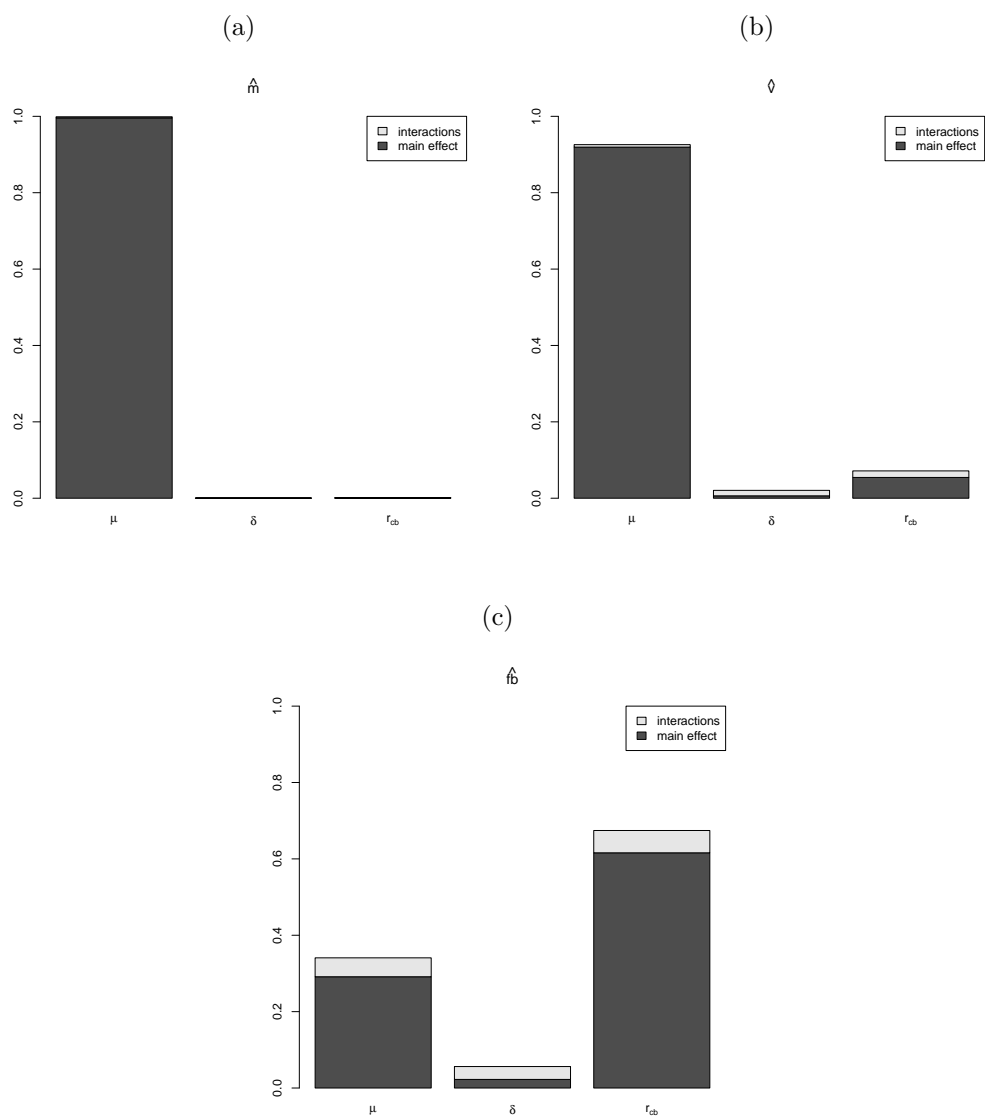 (a)
m̂
1.0
0.8
0.6
0.4
0.2
0.0
interactions
main effect
μ
δ
r_cb
(b)
v̂
1.0
0.8
0.6
0.4
0.2
0.0
interactions
main effect
μ
δ
r_cb
(c)
f̂b
1.0
0.8
0.6
0.4
0.2
0.0
interactions
main effect
μ
δ
r_cb